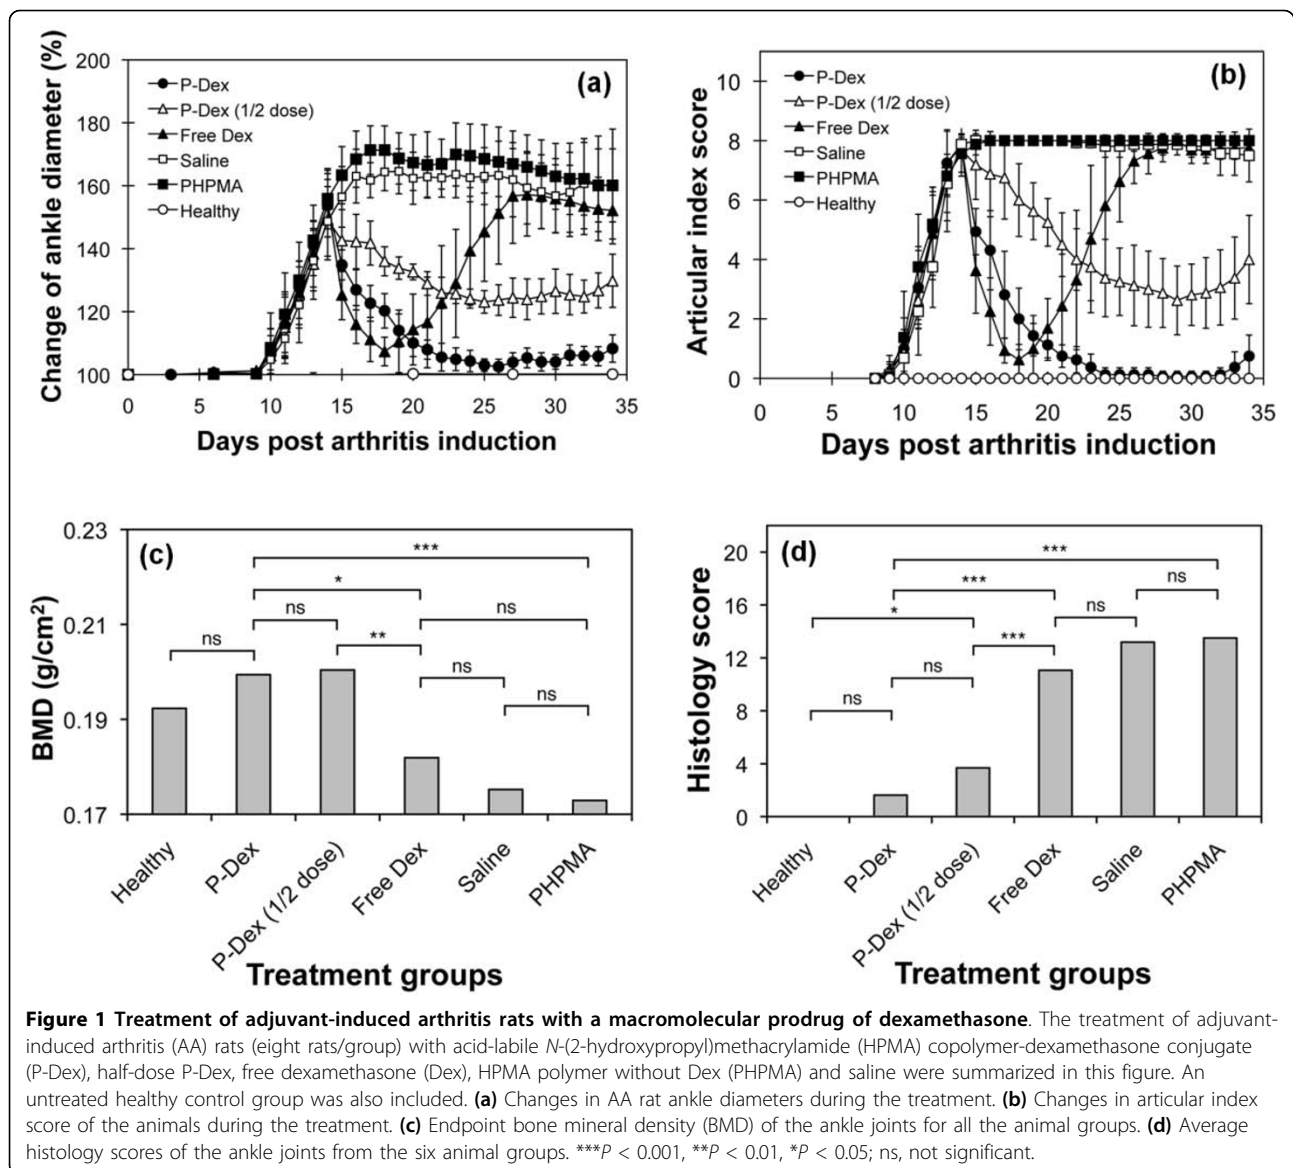 Change of ankle diameter (%)
200
180
160
140
120
100
P-Dex
P-Dex (1/2 dose)
Free Dex
Saline
PHPMA
Healthy
(a)
0 5 10 15 20 25 30 35
Days post arthritis induction
Articular index score
10
8
6
4
2
0
P-Dex
P-Dex (1/2 dose)
Free Dex
Saline
PHPMA
Healthy
(b)
0 5 10 15 20 25 30 35
Days post arthritis induction
BMD (g/cm²)
0.23
0.21
0.19
0.17
(c)
***
*
ns ns
ns **
ns
ns
Healthy
P-Dex
P-Dex (1/2 dose)
Free Dex
Saline
PHPMA
Treatment groups
Histology score
20
16
12
8
4
0
(d)
***
*** ns
* ns
***
ns
ns
Healthy
P-Dex
P-Dex (1/2 dose)
Free Dex
Saline
PHPMA
Treatment groups
Figure 1 Treatment of adjuvant-induced arthritis rats with a macromolecular prodrug of dexamethasone. The treatment of adjuvant-
induced arthritis (AA) rats (eight rats/group) with acid-labile N-(2-hydroxypropyl)methacrylamide (HPMA) copolymer-dexamethasone conjugate
(P-Dex), half-dose P-Dex, free dexamethasone (Dex), HPMA polymer without Dex (PHPMA) and saline were summarized in this figure. An
untreated healthy control group was also included. (a) Changes in AA rat ankle diameters during the treatment. (b) Changes in articular index
score of the animals during the treatment. (c) Endpoint bone mineral density (BMD) of the ankle joints for all the animal groups. (d) Average
histology scores of the ankle joints from the six animal groups. ***P < 0.001, **P < 0.01, *P < 0.05; ns, not significant.